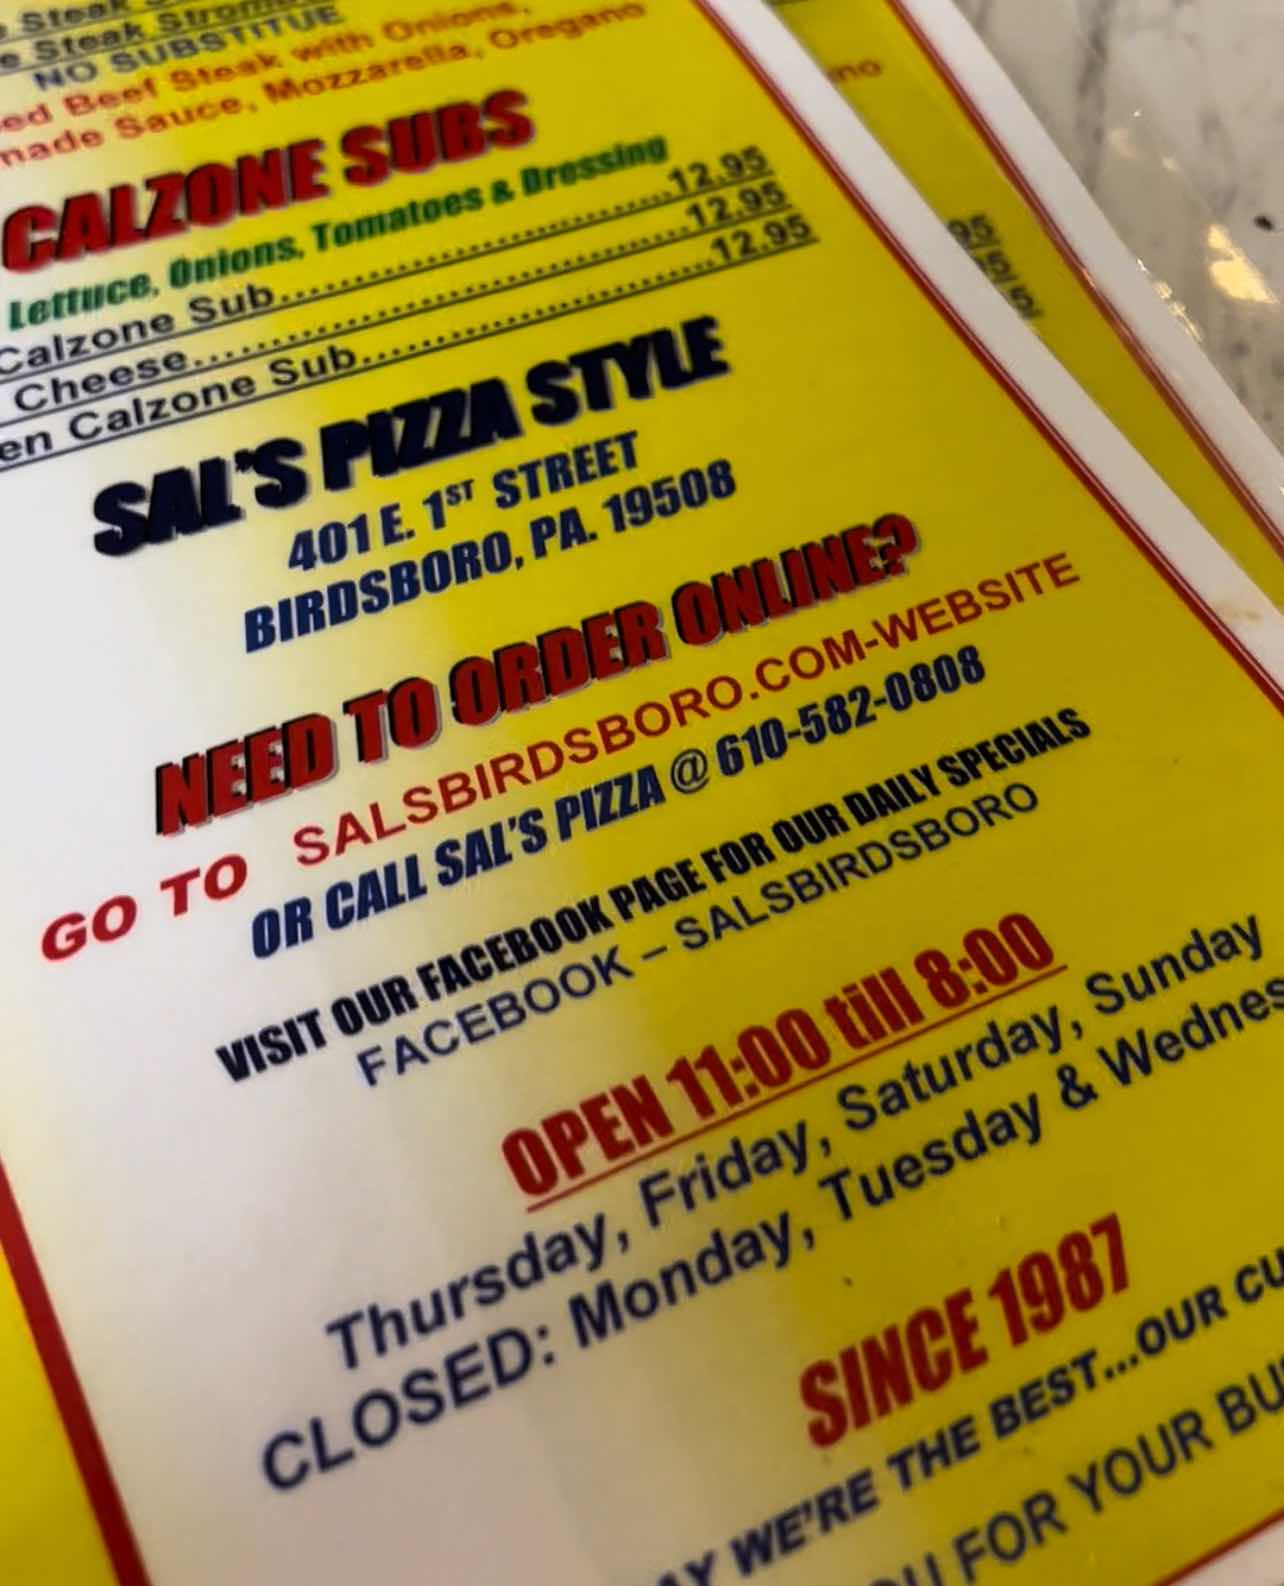 Steak
Steak Stromb
NO SUBSTITUE
ed Beef Steak with Onions,
made Sauce, Mozzarella, Oregano
CALZONE SUBS
Lettuce, Onions, Tomatoes & Dressing
Calzone Sub..............................12.95
Cheese..............................12.95
en Calzone Sub..............................12.95
SAL'S PIZZA STYLE
401 E. 1ST STREET
BIRDSBORO, PA. 19508
NEED TO ORDER ONLINE?
GO TO SALSBIRDSBORO.COM-WEBSITE
OR CALL SAL'S PIZZA @ 610-582-0808
VISIT OUR FACEBOOK PAGE FOR OUR DAILY SPECIALS
FACEBOOK – SALSBIRDSBORO
OPEN 11:00 till 8:00
Thursday, Friday, Saturday, Sunday
CLOSED: Monday, Tuesday & Wednes
SINCE 1987
AY WE'RE THE BEST...OUR CU
OU FOR YOUR BU